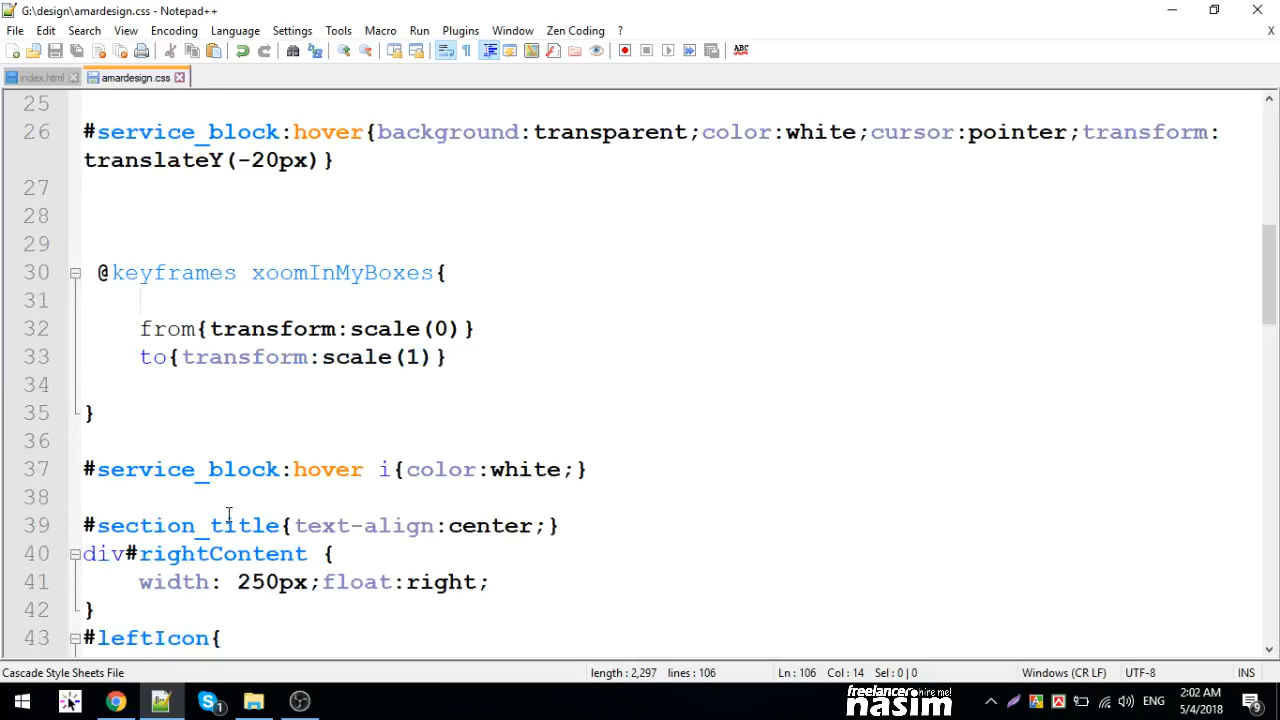 G:\design\amardesign.css - Notepad++
File Edit Search View Encoding Language Settings Tools Macro Run Plugins Window Zen Coding ? X
ABC
index.html amardesign.css
25
26 #service_block:hover{background:transparent;color:white;cursor:pointer;transform:
translateY(-20px)}
27
28
29
30 @keyframes xoomInMyBoxes{
31
32 from{transform:scale(0)}
33 to{transform:scale(1)}
34
35 }
36
37 #service_block:hover i{color:white;}
38
39 #section_title{text-align:center;}
40 div#rightContent {
41 width: 250px;float:right;
42 }
43 #leftIcon{
Cascade Style Sheets File length : 2,297 lines : 106 Ln : 106 Col : 14 Sel : 0 | 0 Windows (CR LF) UTF-8 INS
freelancer hire me!
nasim
ENG
2:02 AM
5/4/2018
1
9